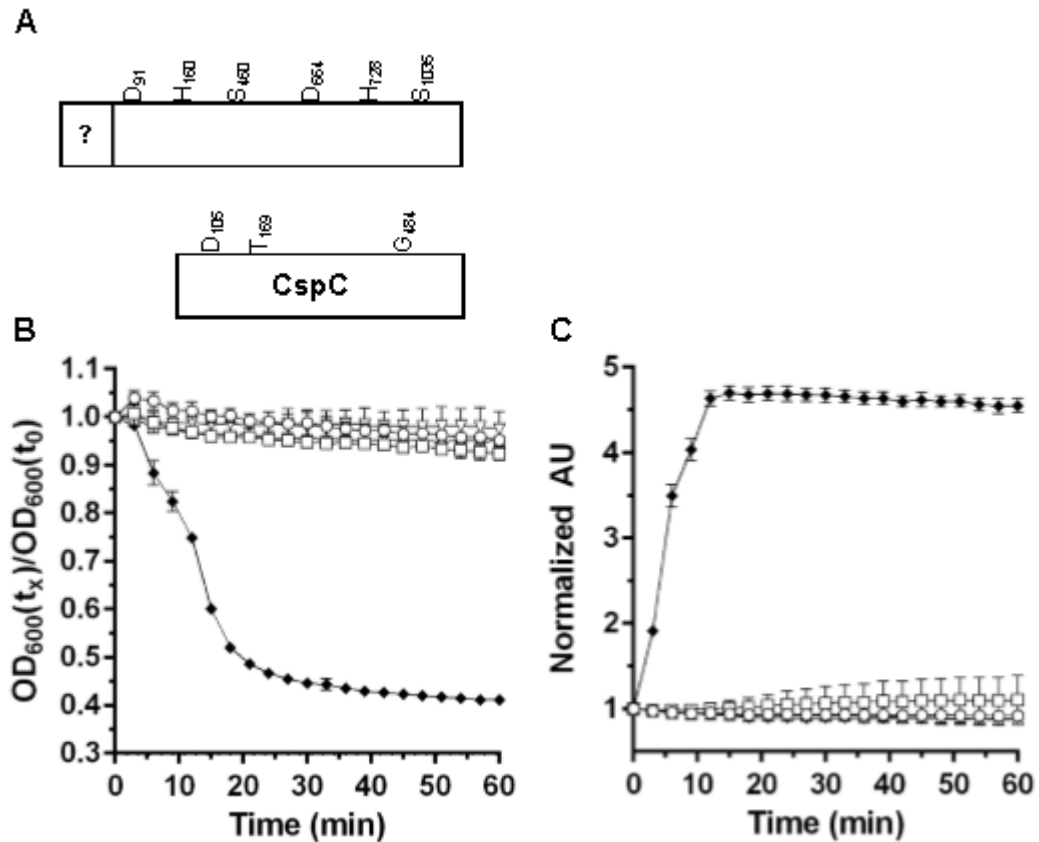 A
D91 H160 S460 D664 H728 S1035
?
D105 T169 G484
CspC
B
C
1.1
1.0
0.9
0.8
0.7
0.6
0.5
0.4
0.3
OD600(tx)/OD600(t0)
0 10 20 30 40 50 60
Time (min)
5
4
3
2
1
Normalized AU
0 10 20 30 40 50 60
Time (min)